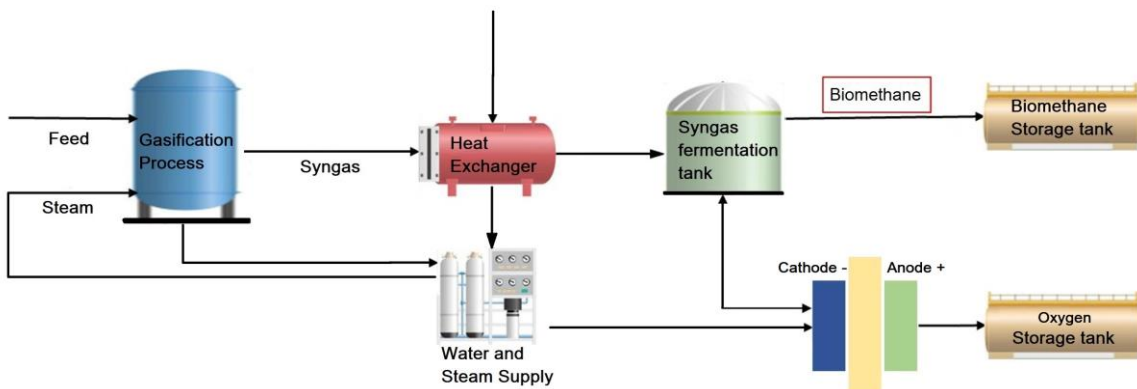 Feed
Steam
Gasification
Process
Syngas
Heat
Exchanger
Water and
Steam Supply
Syngas
fermentation
tank
Biomethane
Biomethane
Storage tank
Cathode -
Anode +
Oxygen
Storage tank